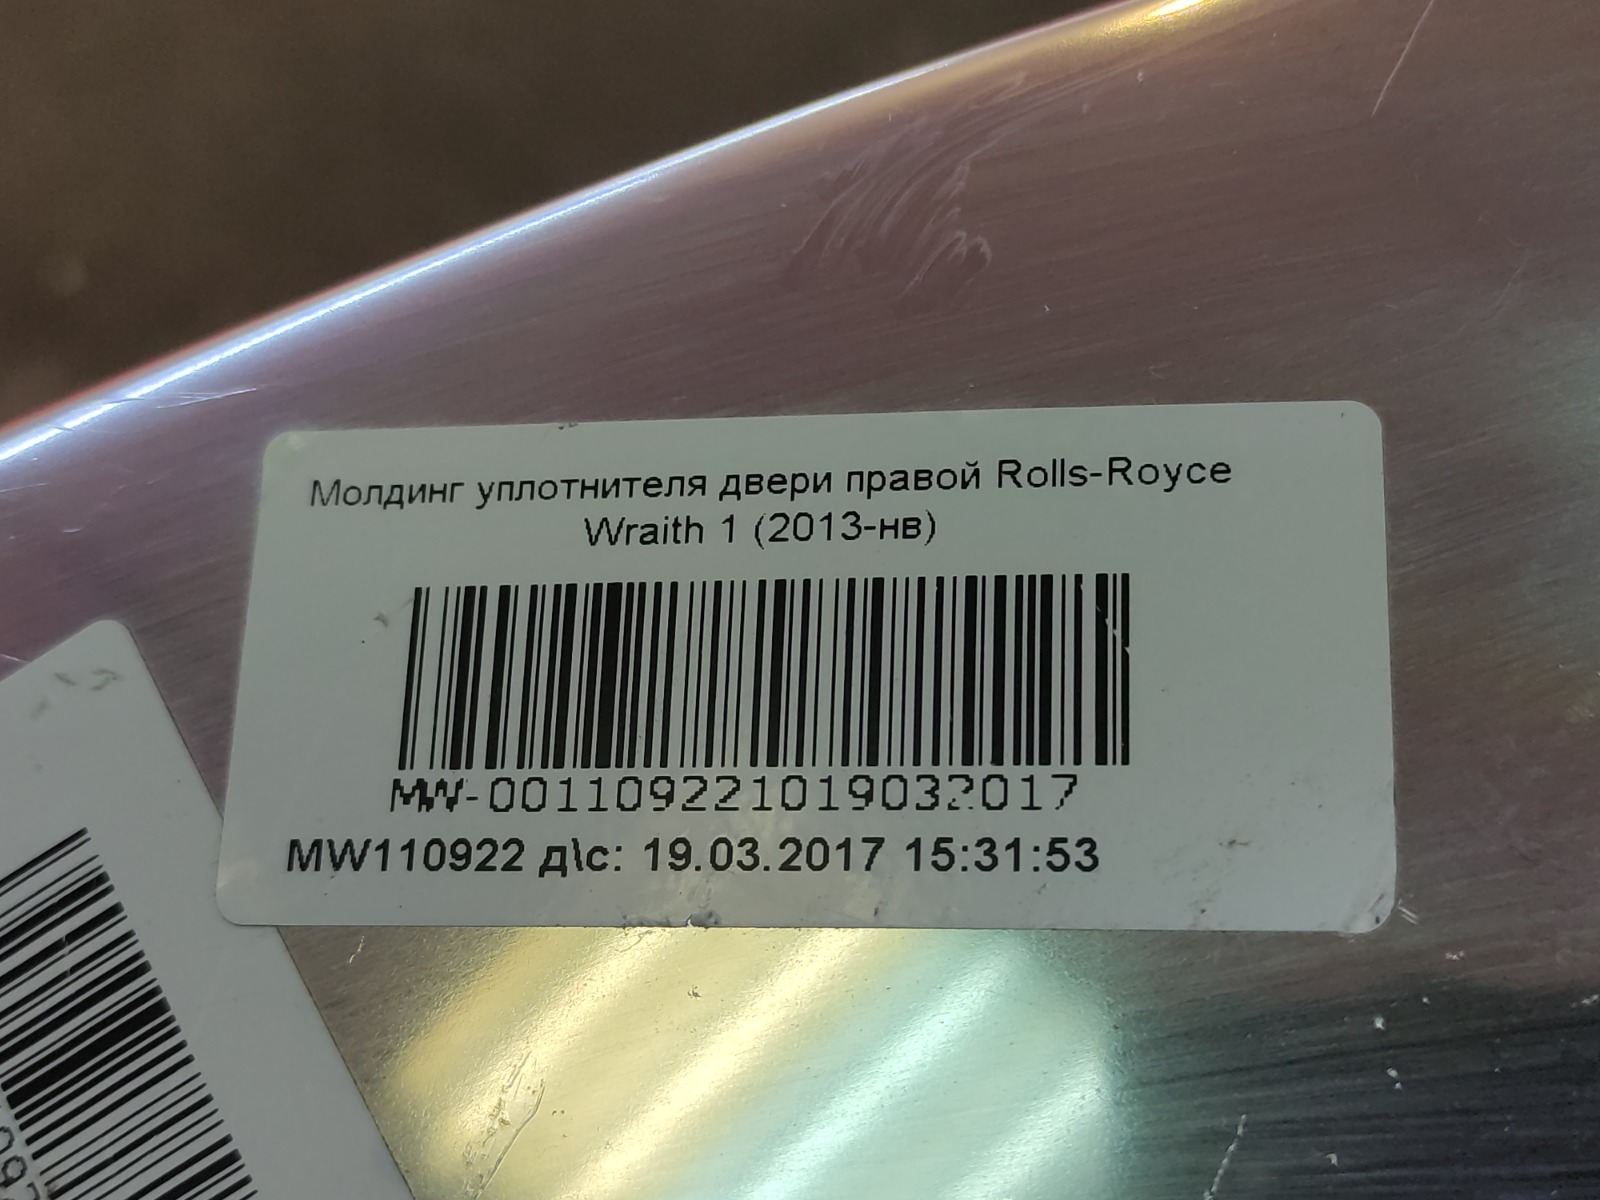 Молдинг уплотнителя двери правой Rolls-Royce
Wraith 1 (2013-нв)
MW-001109221019032017
MW110922 д\с: 19.03.2017 15:31:53